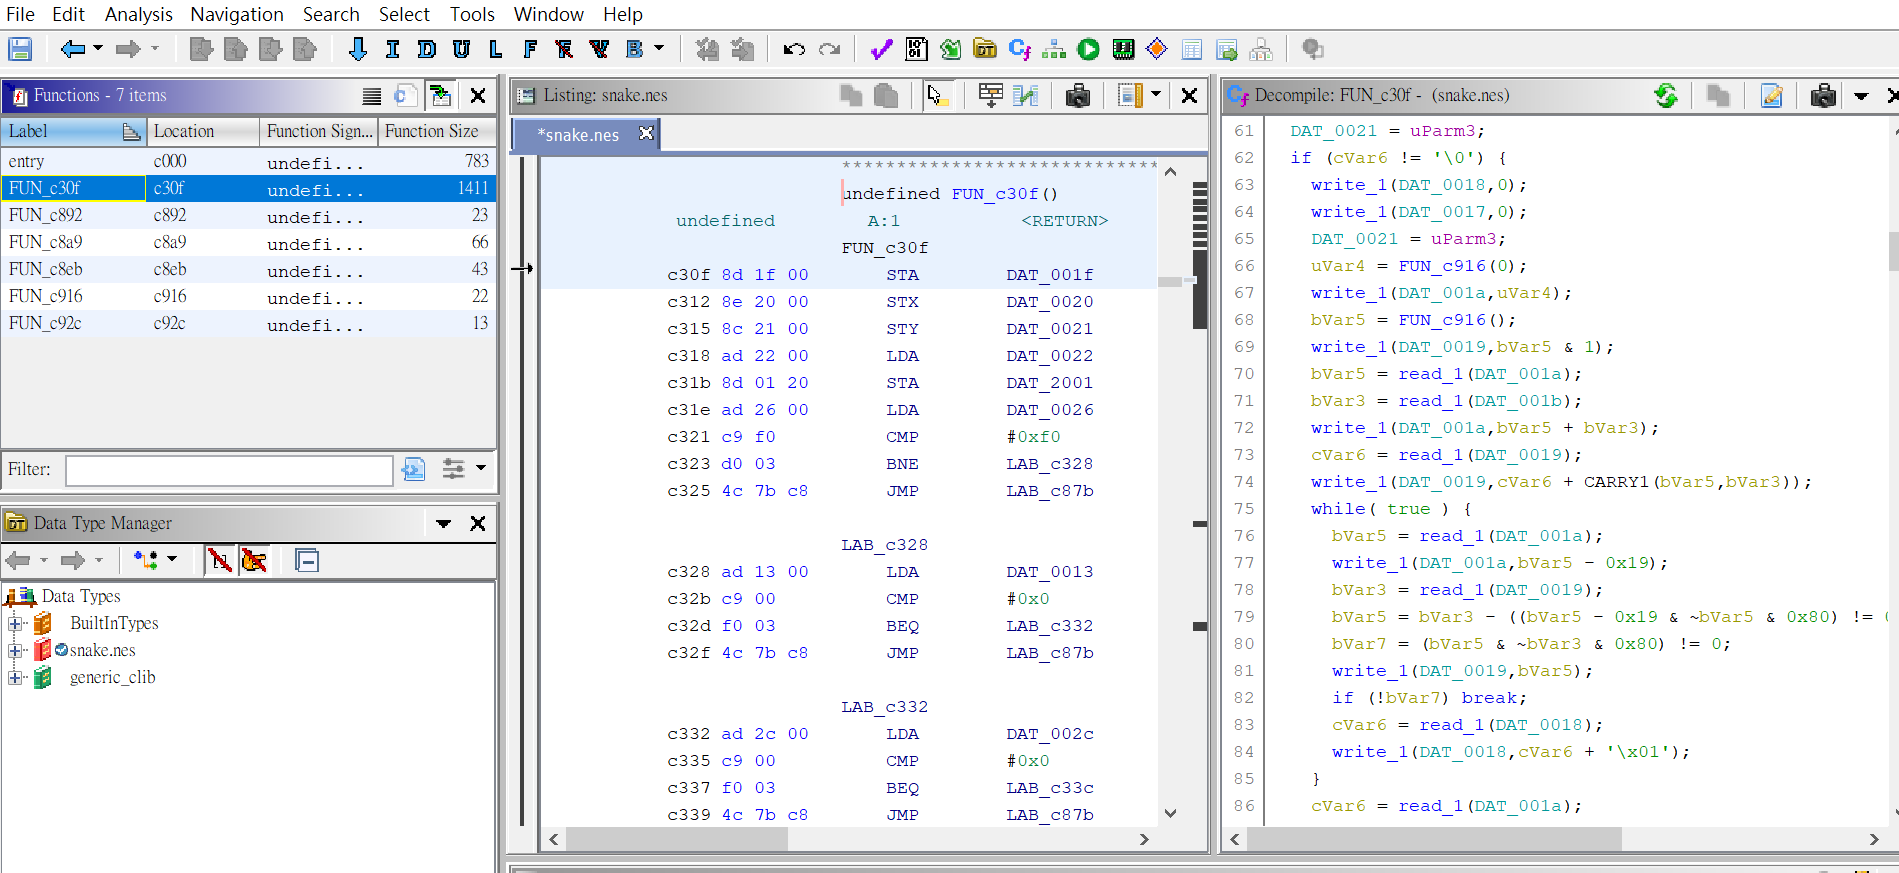 File Edit Analysis Navigation Search Select Tools Window Help
I D U L F F V B
Functions - 7 items
Label Location Function Sign... Function Size
entry c000 undefi... 783
FUN_c30f c30f undefi... 1411
FUN_c892 c892 undefi... 23
FUN_c8a9 c8a9 undefi... 66
FUN_c8eb c8eb undefi... 43
FUN_c916 c916 undefi... 22
FUN_c92c c92c undefi... 13
Filter:
Data Type Manager
Data Types
BuiltInTypes
snake.nes
generic_clib
Listing: snake.nes
*snake.nes
*****************************
undefined FUN_c30f()
undefined A:1 <RETURN>
FUN_c30f
c30f 8d 1f 00 STA DAT_001f
c312 8e 20 00 STX DAT_0020
c315 8c 21 00 STY DAT_0021
c318 ad 22 00 LDA DAT_0022
c31b 8d 01 20 STA DAT_2001
c31e ad 26 00 LDA DAT_0026
c321 c9 f0 CMP #0xf0
c323 d0 03 BNE LAB_c328
c325 4c 7b c8 JMP LAB_c87b
LAB_c328
c328 ad 13 00 LDA DAT_0013
c32b c9 00 CMP #0x0
c32d f0 03 BEQ LAB_c332
c32f 4c 7b c8 JMP LAB_c87b
LAB_c332
c332 ad 2c 00 LDA DAT_002c
c335 c9 00 CMP #0x0
c337 f0 03 BEQ LAB_c33c
c339 4c 7b c8 JMP LAB_c87b
Decompile: FUN_c30f - (snake.nes)
61 DAT_0021 = uParm3;
62 if (cVar6 != '\0') {
63 write_1(DAT_0018,0);
64 write_1(DAT_0017,0);
65 DAT_0021 = uParm3;
66 uVar4 = FUN_c916(0);
67 write_1(DAT_001a,uVar4);
68 bVar5 = FUN_c916();
69 write_1(DAT_0019,bVar5 & 1);
70 bVar5 = read_1(DAT_001a);
71 bVar3 = read_1(DAT_001b);
72 write_1(DAT_001a,bVar5 + bVar3);
73 cVar6 = read_1(DAT_0019);
74 write_1(DAT_0019,cVar6 + CARRY1(bVar5,bVar3));
75 while( true ) {
76 bVar5 = read_1(DAT_001a);
77 write_1(DAT_001a,bVar5 - 0x19);
78 bVar3 = read_1(DAT_0019);
79 bVar5 = bVar3 - ((bVar5 - 0x19 & ~bVar5 & 0x80) !=
80 bVar7 = (bVar5 & ~bVar3 & 0x80) != 0;
81 write_1(DAT_0019,bVar5);
82 if (!bVar7) break;
83 cVar6 = read_1(DAT_0018);
84 write_1(DAT_0018,cVar6 + '\x01');
85 }
86 cVar6 = read_1(DAT_001a);